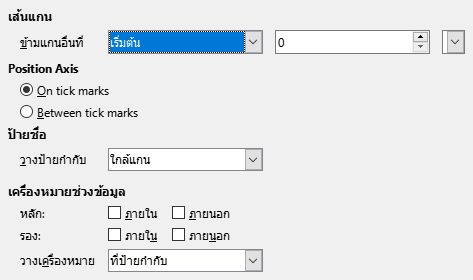 เส้นแกน
ข้ามแกนอื่นที่ เริ่มต้น 0
Position Axis
On tick marks
Between tick marks
ป้ายชื่อ
วางป้ายกำกับ ใกล้แกน
เครื่องหมายช่วงข้อมูล
หลัก: ภายใน ภายนอก
รอง: ภายใน ภายนอก
วางเครื่องหมาย ที่ป้ายกำกับ